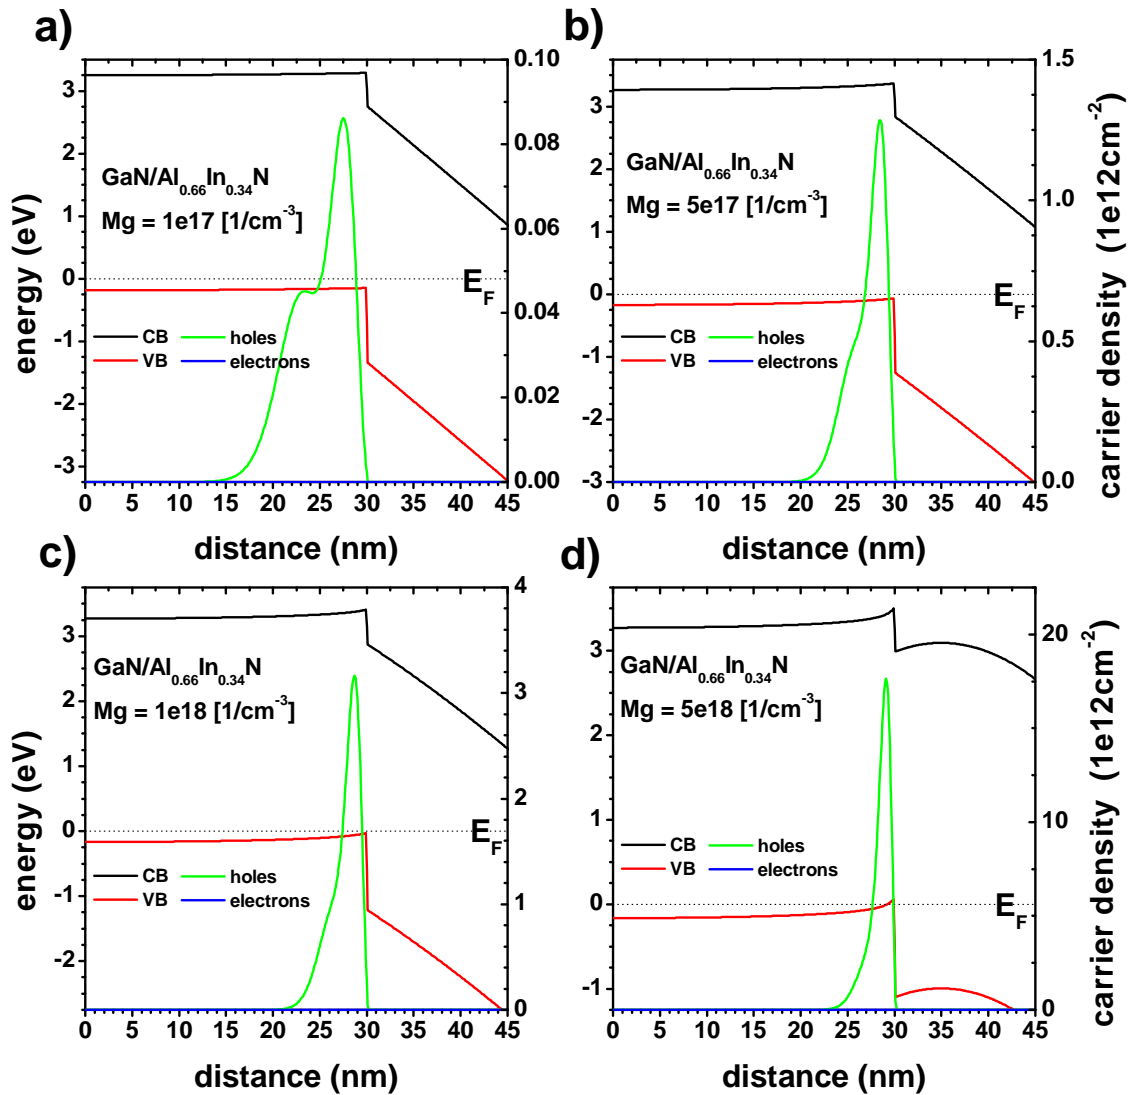 a)
b)
3
2
1
0
-1
-2
-3
0.10
0.08
0.06
0.04
0.02
0.00
GaN/Al0.66In0.34N
Mg = 1e17 [1/cm-3]
EF
CB
holes
VB
electrons
energy (eV)
0 5 10 15 20 25 30 35 40 45
distance (nm)
3
2
1
0
-1
-2
-3
1.5
1.0
0.5
0.0
GaN/Al0.66In0.34N
Mg = 5e17 [1/cm-3]
EF
CB
holes
VB
electrons
carrier density (1e12cm-2)
0 5 10 15 20 25 30 35 40 45
distance (nm)
c)
d)
3
2
1
0
-1
-2
4
3
2
1
0
GaN/Al0.66In0.34N
Mg = 1e18 [1/cm-3]
EF
CB
holes
VB
electrons
energy (eV)
0 5 10 15 20 25 30 35 40 45
distance (nm)
3
2
1
0
-1
20
10
0
GaN/Al0.66In0.34N
Mg = 5e18 [1/cm-3]
EF
CB
holes
VB
electrons
carrier density (1e12cm-2)
0 5 10 15 20 25 30 35 40 45
distance (nm)